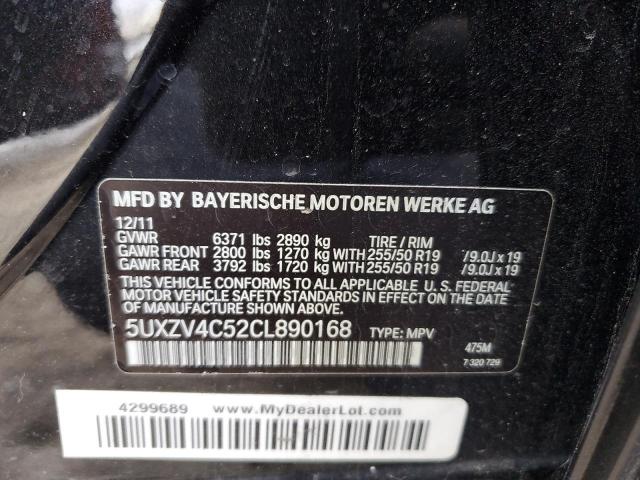 MFD BY BAYERISCHE MOTOREN WERKE AG
12/11
GVWR 6371 lbs 2890 kg TIRE / RIM
GAWR FRONT 2800 lbs 1270 kg WITH 255/50 R19 /9.0J x 19
GAWR REAR 3792 lbs 1720 kg WITH 255/50 R19 /9.0J x 19
THIS VEHICLE CONFORMS TO ALL APPLICABLE U. S. FEDERAL
MOTOR VEHICLE SAFETY STANDARDS IN EFFECT ON THE DATE
OF MANUFACTURE SHOWN ABOVE.
5UXZV4C52CL890168 TYPE: MPV
475M
7 320 729
4299689 www.MyDealerLot.com